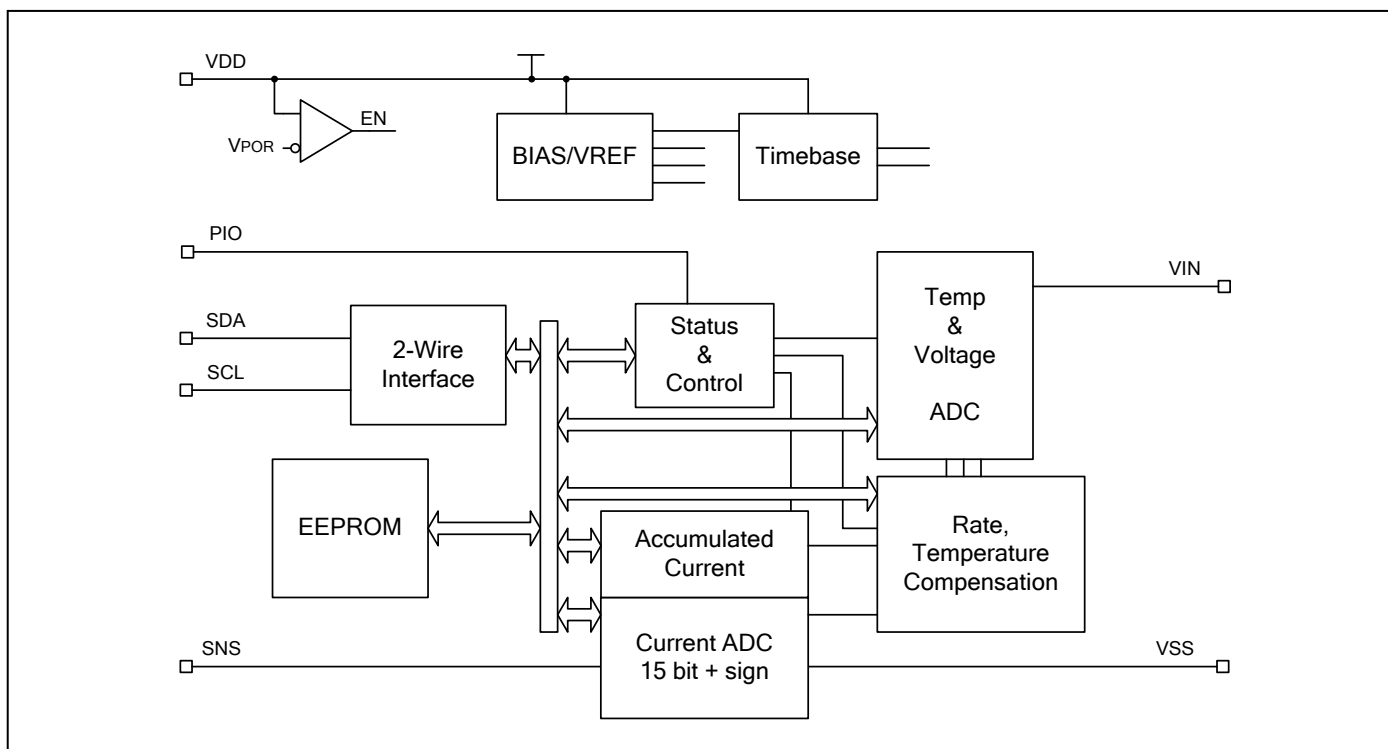 VDD
EN
VPOR
BIAS/VREF
Timebase
PIO
VIN
SDA
SCL
2-Wire
Interface
Status
&
Control
Temp
&
Voltage
ADC
EEPROM
Accumulated
Current
Rate,
Temperature
Compensation
SNS
Current ADC
15 bit + sign
VSS